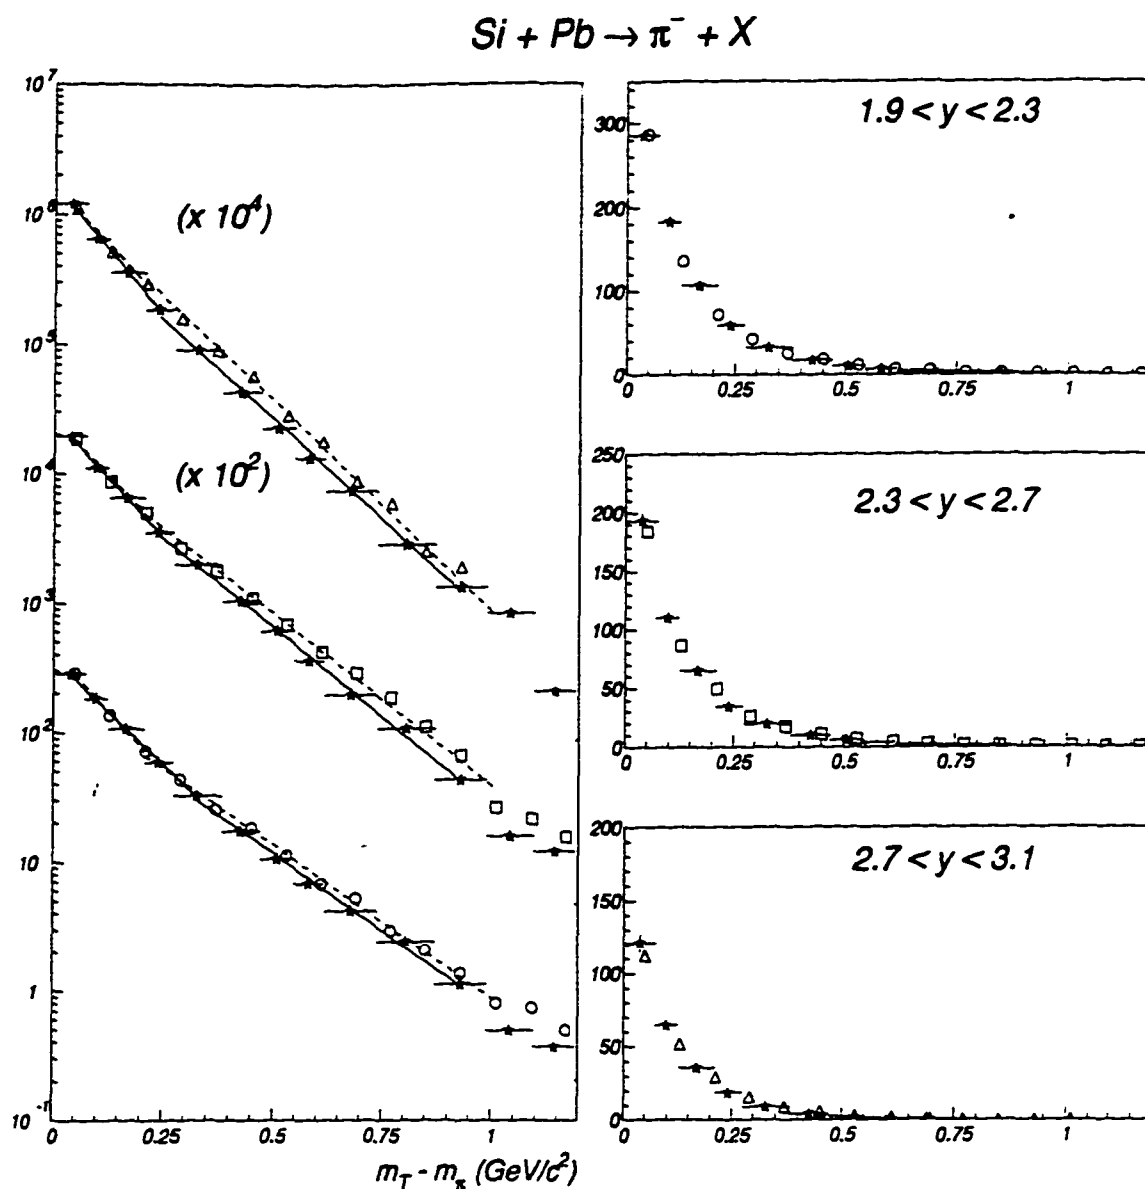 Si + Pb → π⁻ + X
10⁷
10⁶
10⁵
10⁴
10³
10²
10
1
10⁻¹
(x 10⁴)
(x 10²)
0 0.25 0.5 0.75 1
m_T - m_π (GeV/c²)
1.9 < y < 2.3
300
200
100
0
0 0.25 0.5 0.75 1
2.3 < y < 2.7
250
200
150
100
50
0
0 0.25 0.5 0.75 1
2.7 < y < 3.1
200
150
100
50
0
0 0.25 0.5 0.75 1